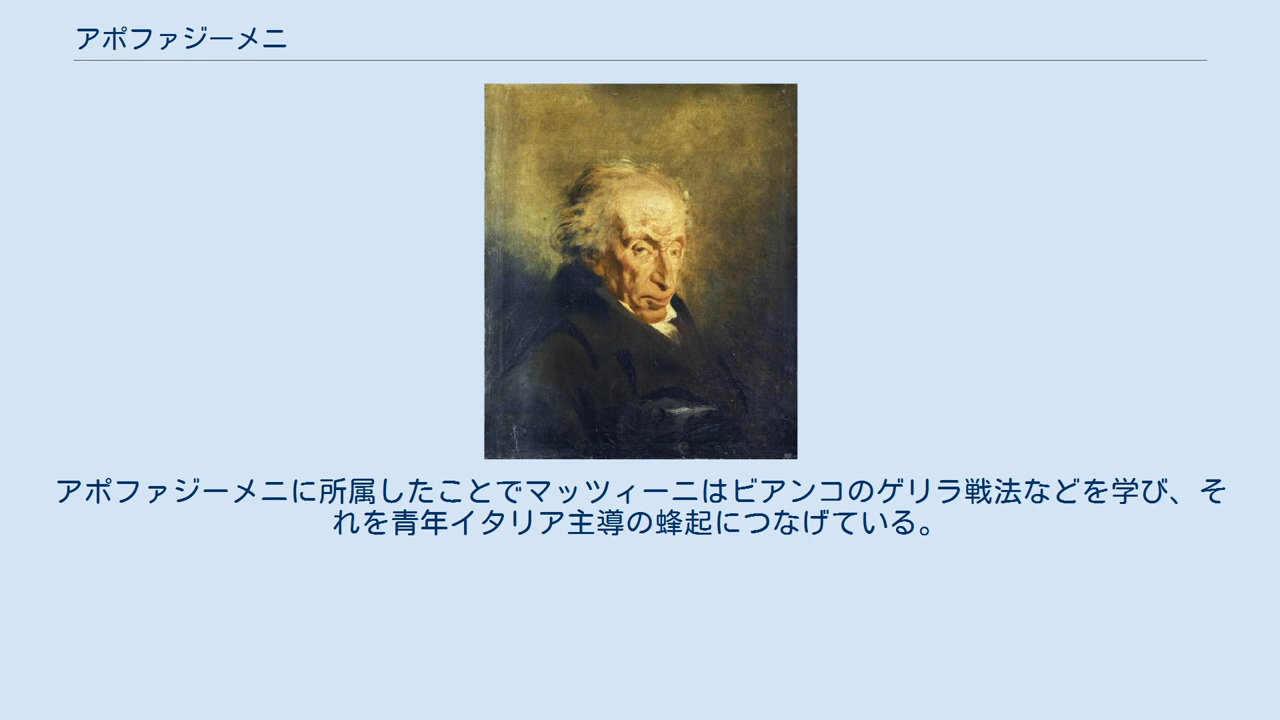 アポファジーメニ
アポファジーメニに所属したことでマッツィーニはビアンコのゲリラ戦法などを学び、そ
れを青年イタリア主導の蜂起につなげている。